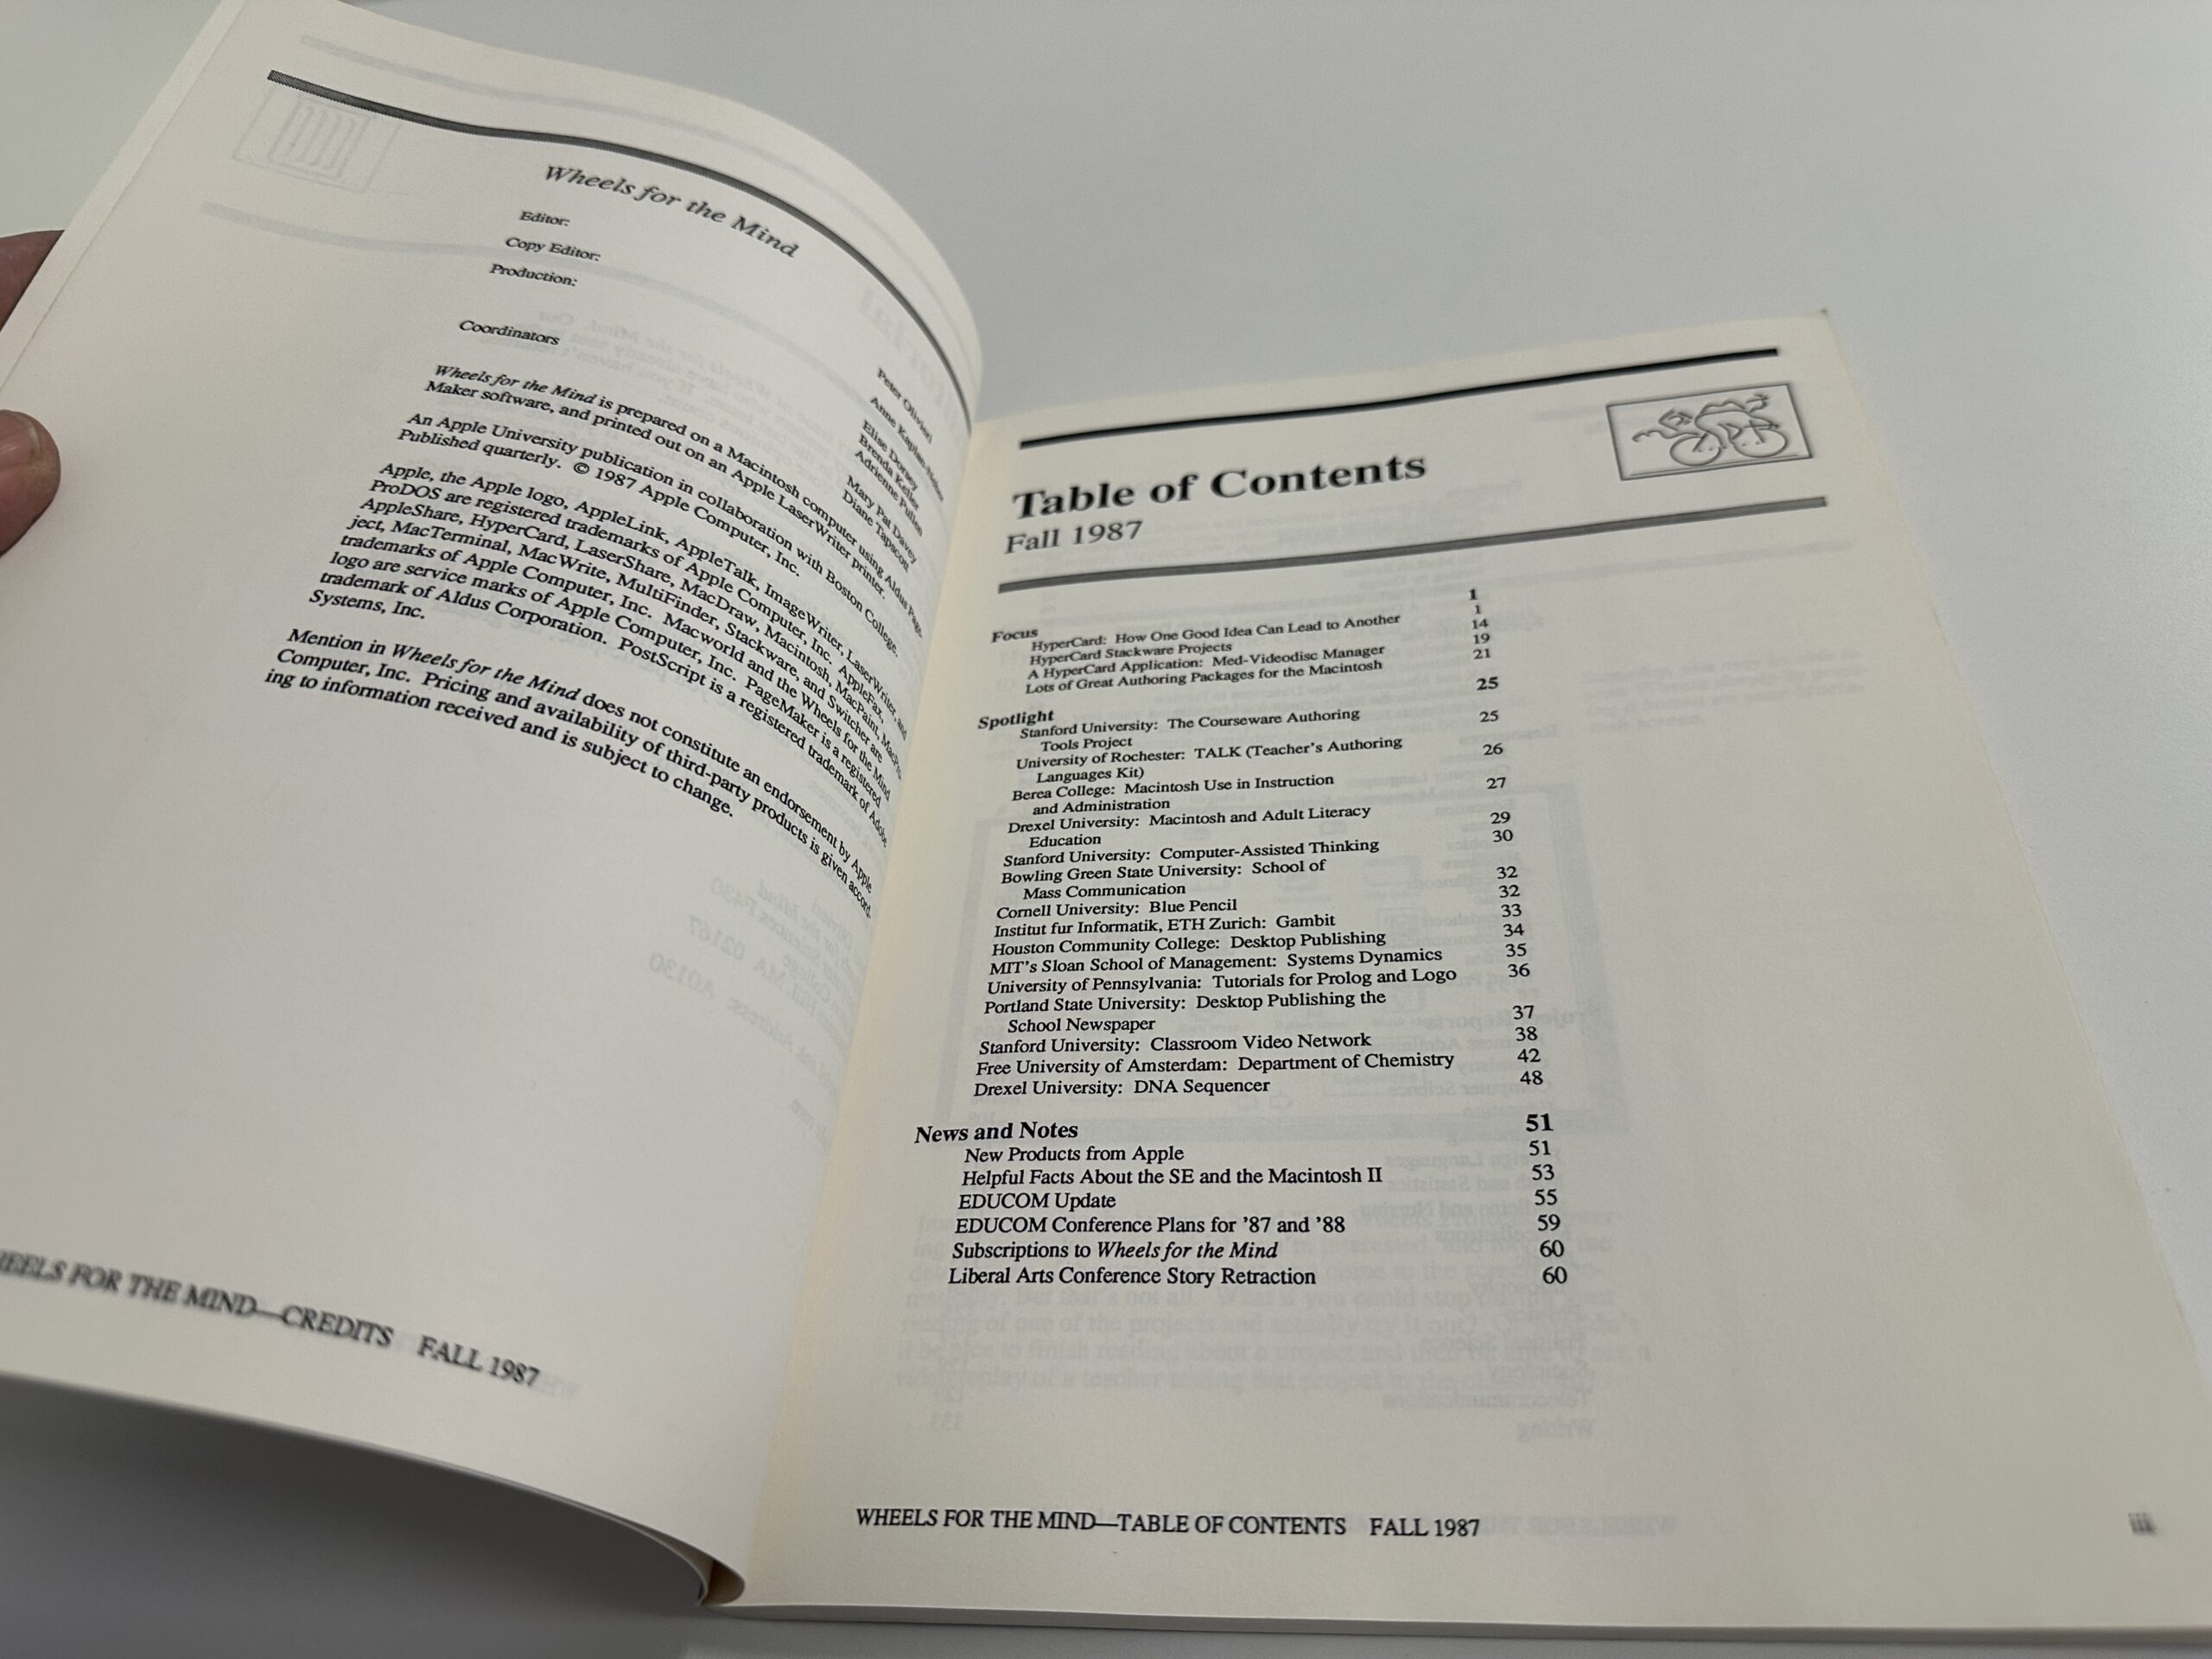 Wheels for the Mind
Editor:
Peter Olivieri
Copy Editor:
Anne Kaplan-Neher
Production:
Elise Dorsey
Brenda Keller
Adrienne Pullen
Coordinators
Mary Pat Davey
Diane Tapscott
Wheels for the Mind is prepared on a Macintosh computer using Aldus Page-
Maker software, and printed out on an Apple LaserWriter printer.
An Apple University publication in collaboration with Boston College.
Published quarterly. © 1987 Apple Computer, Inc.
Apple, the Apple logo, AppleLink, AppleTalk, ImageWriter, LaserWriter, and
ProDOS are registered trademarks of Apple Computer, Inc. AppleFax,
AppleShare, HyperCard, LaserShare, MacDraw, Macintosh, MacPaint, MacPro-
ject, MacTerminal, MacWrite, MultiFinder, Stackware, and Switcher are
trademarks of Apple Computer, Inc. Macworld and the Wheels for the Mind
logo are service marks of Apple Computer, Inc. PageMaker is a registered
trademark of Aldus Corporation. PostScript is a registered trademark of Adobe
Systems, Inc.
Mention in Wheels for the Mind does not constitute an endorsement by Apple
Computer, Inc. Pricing and availability of third-party products is given accord-
ing to information received and is subject to change.
WHEELS FOR THE MIND—CREDITS FALL 1987
Table of Contents
Fall 1987
Focus 1
HyperCard: How One Good Idea Can Lead to Another 1
HyperCard Stackware Projects 14
A HyperCard Application: Med-Videodisc Manager 19
Lots of Great Authoring Packages for the Macintosh 21
Spotlight 25
Stanford University: The Courseware Authoring
Tools Project 25
University of Rochester: TALK (Teacher's Authoring
Languages Kit) 26
Berea College: Macintosh Use in Instruction
and Administration 27
Drexel University: Macintosh and Adult Literacy
Education 29
Stanford University: Computer-Assisted Thinking 30
Bowling Green State University: School of
Mass Communication 32
Cornell University: Blue Pencil 32
Institut fur Informatik, ETH Zurich: Gambit 33
Houston Community College: Desktop Publishing 34
MIT's Sloan School of Management: Systems Dynamics 35
University of Pennsylvania: Tutorials for Prolog and Logo 36
Portland State University: Desktop Publishing the
School Newspaper 37
Stanford University: Classroom Video Network 38
Free University of Amsterdam: Department of Chemistry 42
Drexel University: DNA Sequencer 48
News and Notes 51
New Products from Apple 51
Helpful Facts About the SE and the Macintosh II 53
EDUCOM Update 55
EDUCOM Conference Plans for '87 and '88 59
Subscriptions to Wheels for the Mind 60
Liberal Arts Conference Story Retraction 60
WHEELS FOR THE MIND—TABLE OF CONTENTS FALL 1987
iii